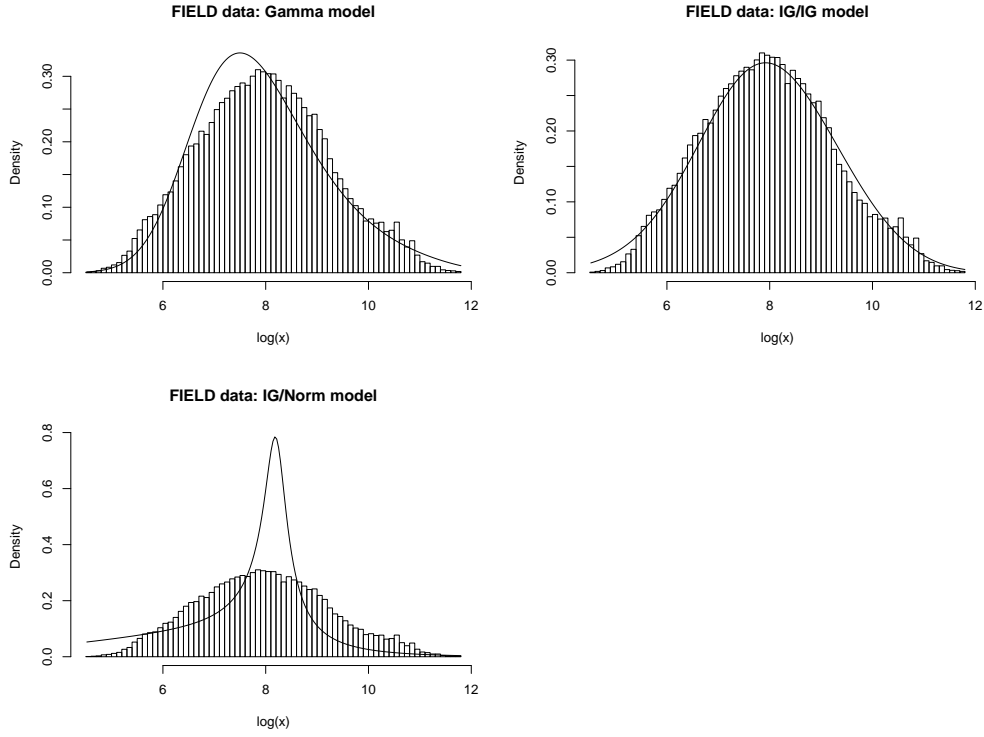 FIELD data: Gamma model
Density
0.00
0.10
0.20
0.30
6
8
10
12
log(x)
FIELD data: IG/IG model
Density
0.00
0.10
0.20
0.30
6
8
10
12
log(x)
FIELD data: IG/Norm model
Density
0.0
0.2
0.4
0.6
0.8
6
8
10
12
log(x)